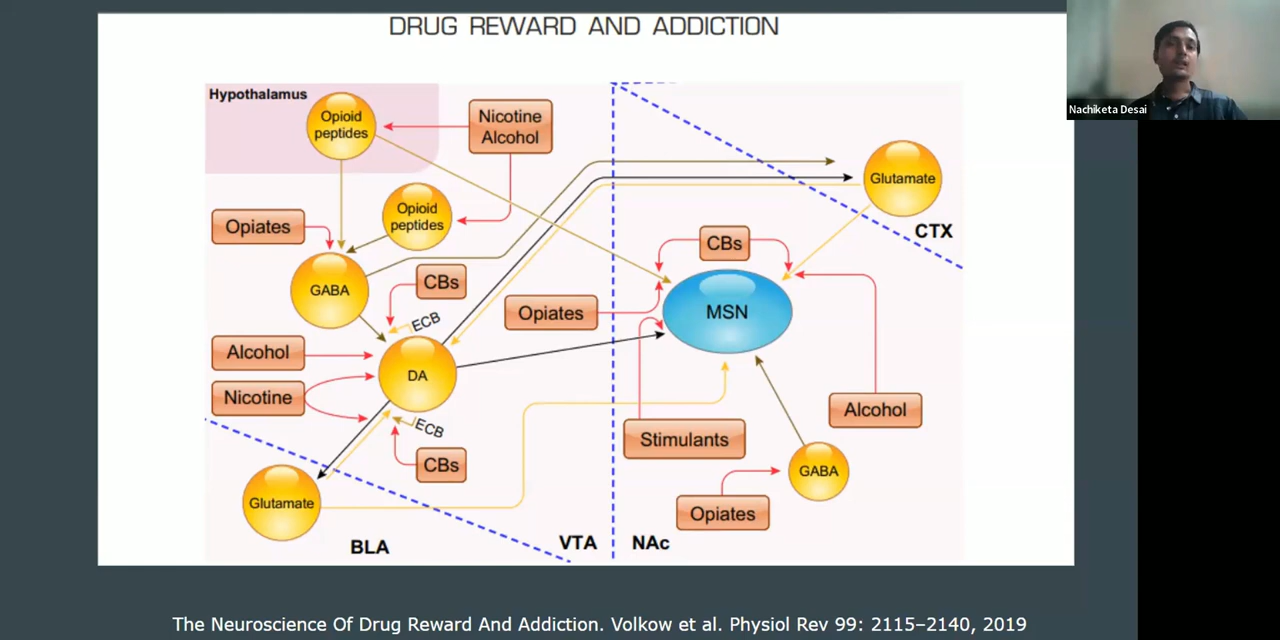 DRUG REWARD AND ADDICTION
Nachiketa Desai
Hypothalamus
Opioid
peptides
Nicotine
Alcohol
Glutamate
CTX
Opioid
peptides
Opiates
CBs
GABA
CBs
ECB
Opiates
MSN
Alcohol
DA
Nicotine
ECB
CBs
Alcohol
Stimulants
GABA
Glutamate
Opiates
BLA
VTA
NAc
The Neuroscience Of Drug Reward And Addiction. Volkow et al. Physiol Rev 99: 2115–2140, 2019